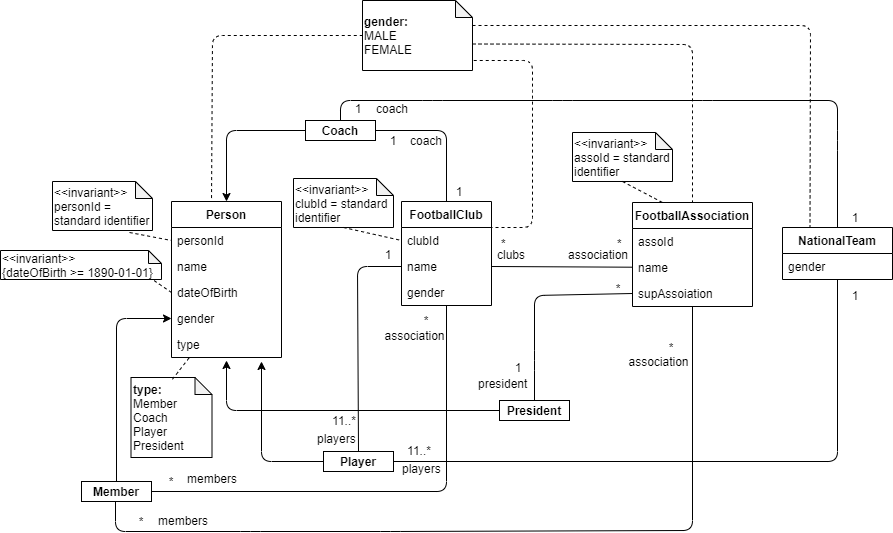 gender:
MALE
FEMALE
1 coach
Coach
1 coach
<<invariant>>
assoId = standard
identifier
<<invariant>>
personId =
standard identifier
<<invariant>>
clubId = standard
identifier
1
1
Person
personId
name
dateOfBirth
gender
type
FootballClub
clubId
name
gender
FootballAssociation
assoId
name
supAssoiation
NationalTeam
gender
<<invariant>>
{dateOfBirth >= 1890-01-01}
1
*
clubs
*
association
*
1
*
association
*
association
1
president
type:
Member
Coach
Player
President
President
11..*
players
Player
11..*
players
Member
* members
* members